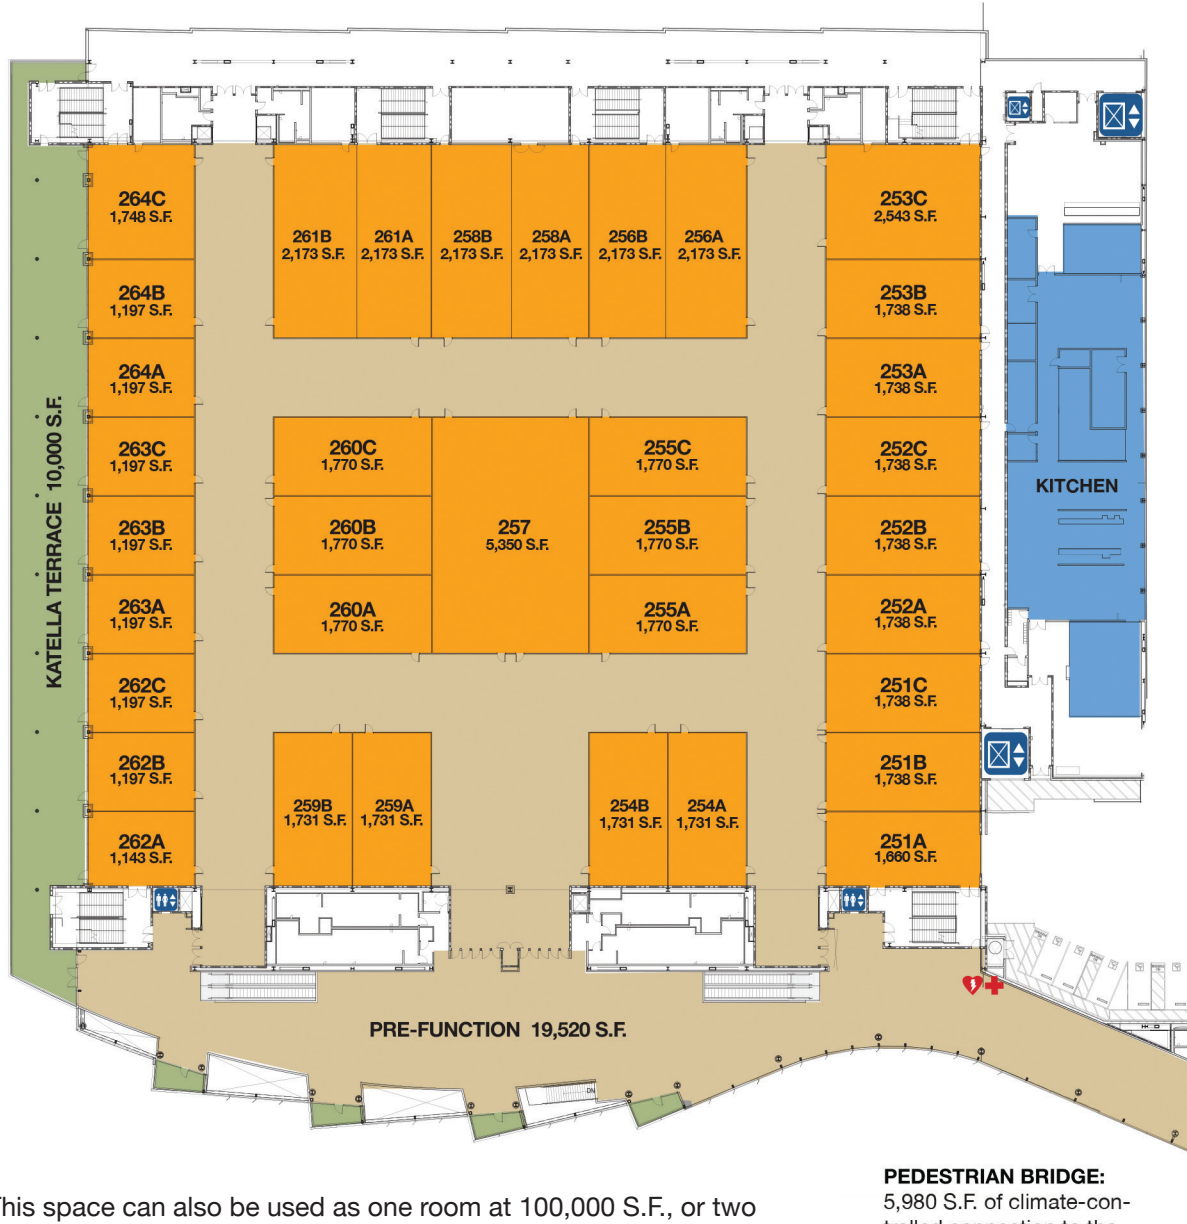 264C
1,748 S.F.
261B
2,173 S.F.
261A
2,173 S.F.
258B
2,173 S.F.
258A
2,173 S.F.
256B
2,173 S.F.
256A
2,173 S.F.
253C
2,543 S.F.
264B
1,197 S.F.
253B
1,738 S.F.
264A
1,197 S.F.
253A
1,738 S.F.
KATELLA TERRACE 10,000 S.F.
263C
1,197 S.F.
260C
1,770 S.F.
255C
1,770 S.F.
252C
1,738 S.F.
KITCHEN
263B
1,197 S.F.
260B
1,770 S.F.
257
5,350 S.F.
255B
1,770 S.F.
252B
1,738 S.F.
263A
1,197 S.F.
260A
1,770 S.F.
255A
1,770 S.F.
252A
1,738 S.F.
262C
1,197 S.F.
251C
1,738 S.F.
262B
1,197 S.F.
251B
1,738 S.F.
259B
1,731 S.F.
259A
1,731 S.F.
254B
1,731 S.F.
254A
1,731 S.F.
262A
1,143 S.F.
251A
1,660 S.F.
PRE-FUNCTION 19,520 S.F.
DN
PEDESTRIAN BRIDGE:
5,980 S.F. of climate-con-
trolled connection to the
This space can also be used as one room at 100,000 S.F., or two